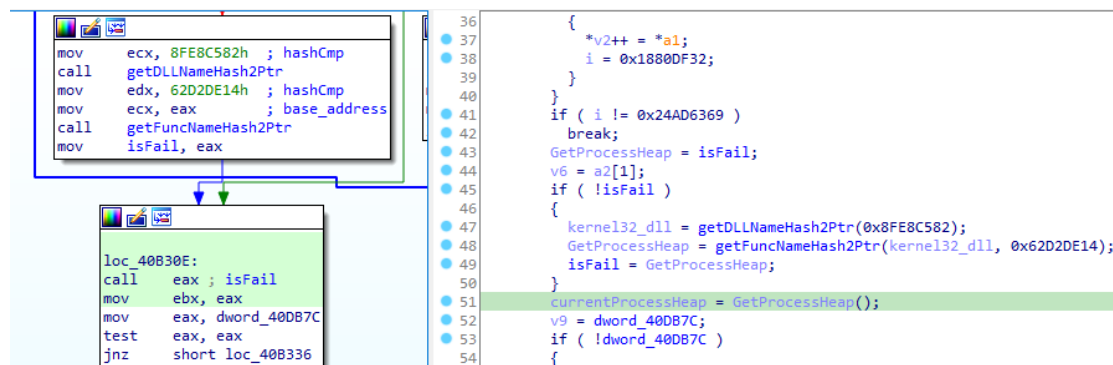 mov ecx, 8FE8C582h ; hashCmp
call getDLLNameHash2Ptr
mov edx, 62D2DE14h ; hashCmp
mov ecx, eax ; base_address
call getFuncNameHash2Ptr
mov isFail, eax
loc_40B30E:
call eax ; isFail
mov ebx, eax
mov eax, dword_40DB7C
test eax, eax
jnz short loc_40B336
36 {
37 *v2++ = *a1;
38 i = 0x1880DF32;
39 }
40 }
41 if ( i != 0x24AD6369 )
42 break;
43 GetProcessHeap = isFail;
44 v6 = a2[1];
45 if ( !isFail )
46 {
47 kernel32_dll = getDLLNameHash2Ptr(0x8FE8C582);
48 GetProcessHeap = getFuncNameHash2Ptr(kernel32_dll, 0x62D2DE14);
49 isFail = GetProcessHeap;
50 }
51 currentProcessHeap = GetProcessHeap();
52 v9 = dword_40DB7C;
53 if ( !dword_40DB7C )
54 {